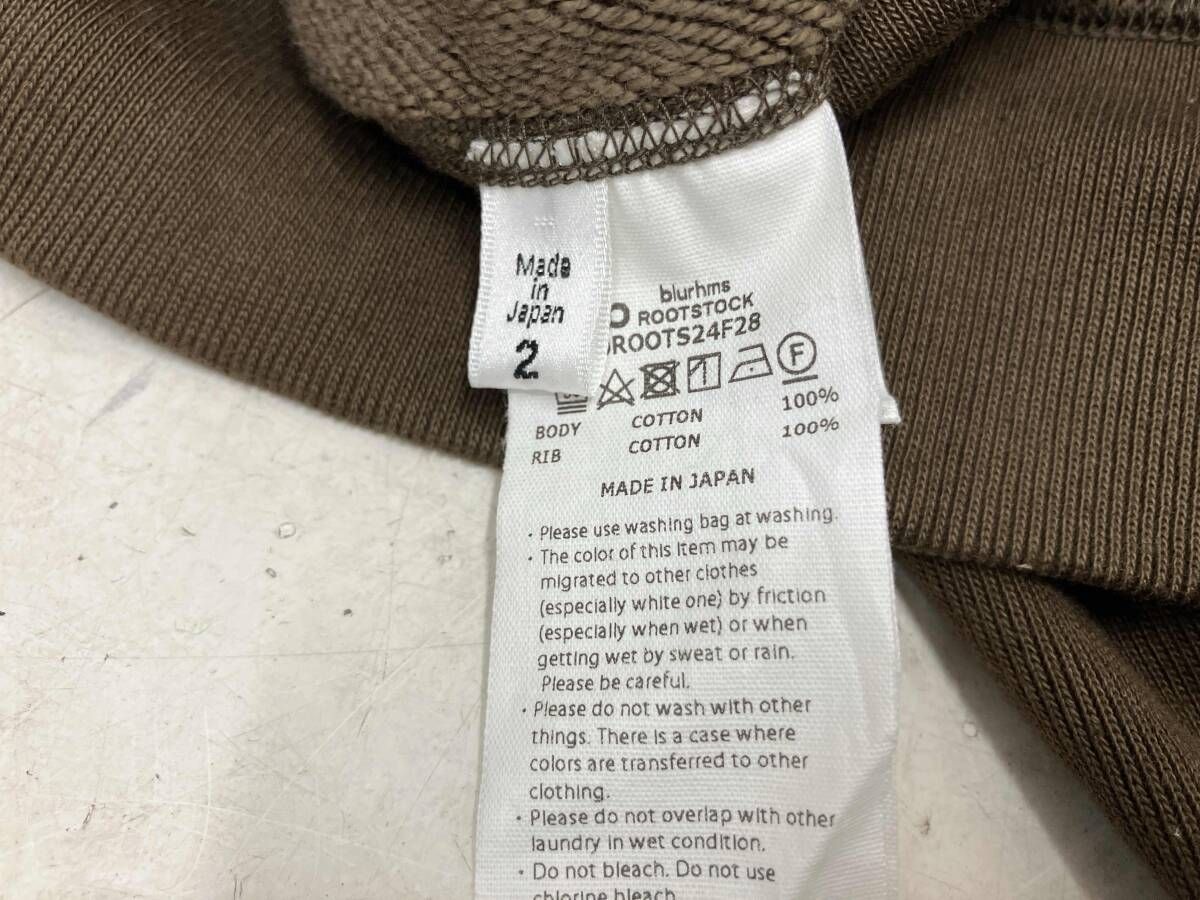 Made
in
Japan
2
blurhms
ROOTSTOCK
ROOTS24F28
F
BODY COTTON 100%
RIB COTTON 100%
MADE IN JAPAN
・Please use washing bag at washing.
・The color of this item may be
migrated to other clothes
(especially white one) by friction
(especially when wet) or when
getting wet by sweat or rain.
Please be careful.
・Please do not wash with other
things. There is a case where
colors are transferred to other
clothing.
・Please do not overlap with other
laundry in wet condition.
・Do not bleach. Do not use
chlorine bleach